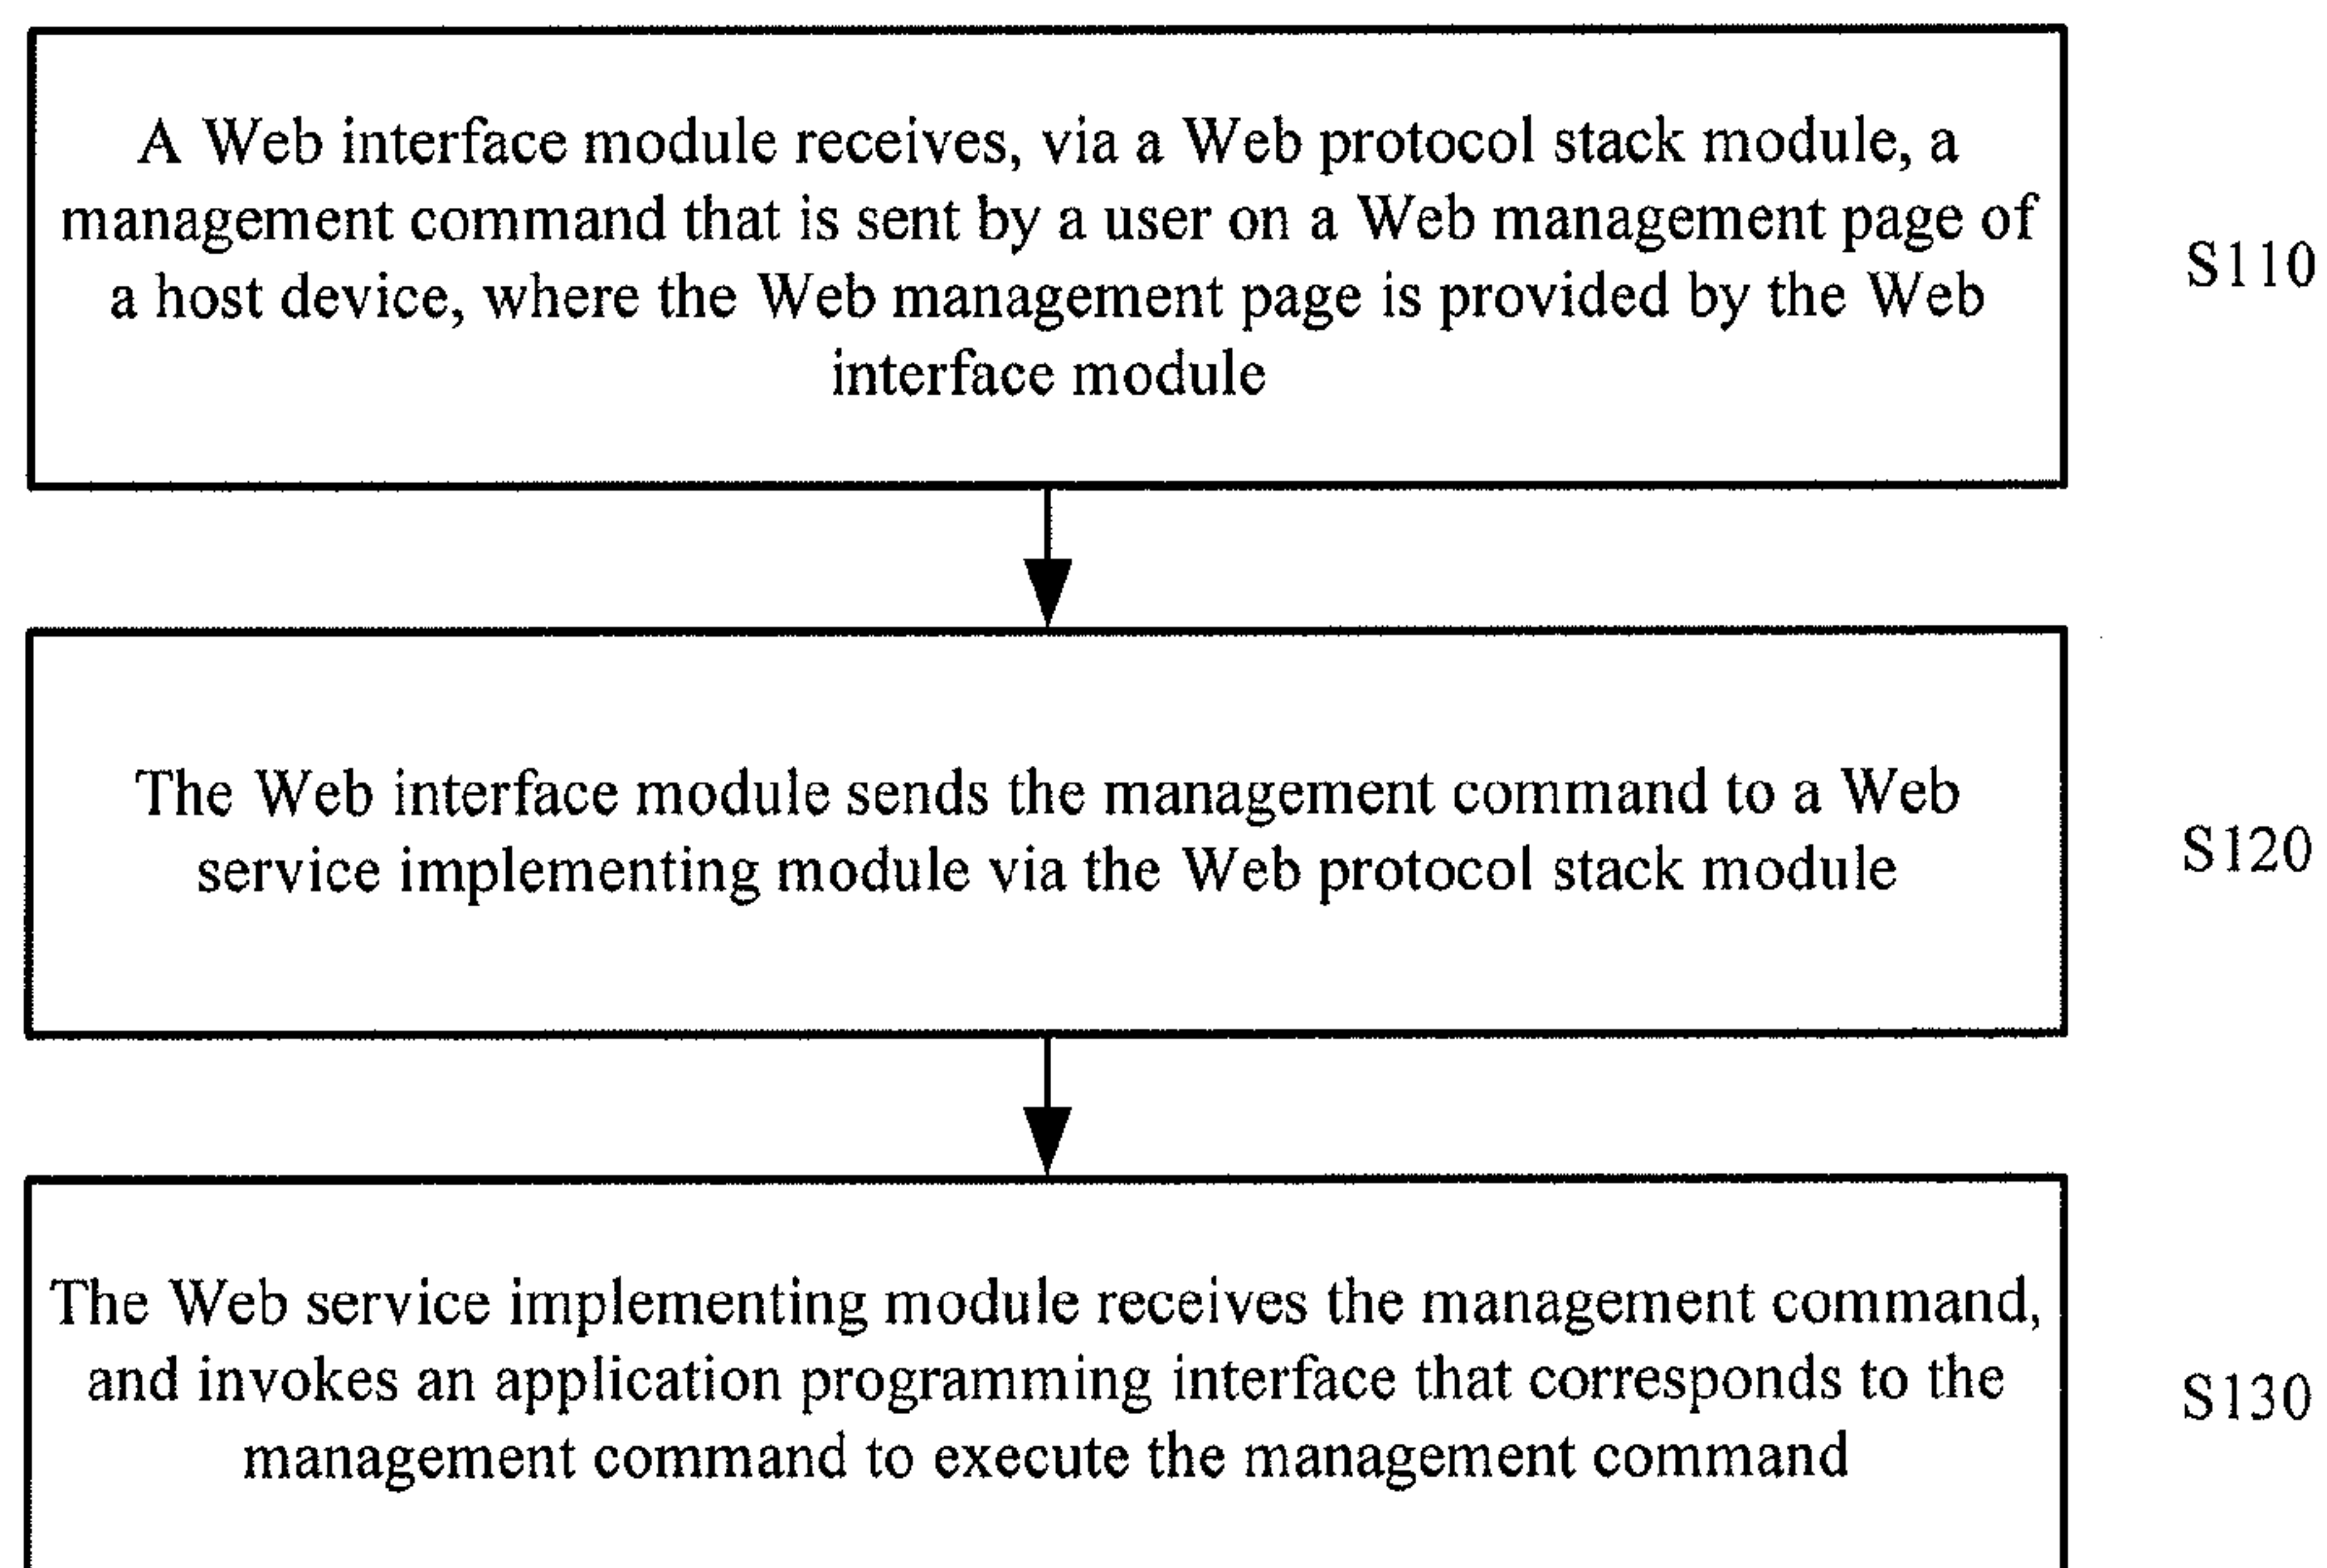 A Web interface module receives, via a Web protocol stack module, a
management command that is sent by a user on a Web management page of
a host device, where the Web management page is provided by the Web
interface module
S110
The Web interface module sends the management command to a Web
service implementing module via the Web protocol stack module
S120
The Web service implementing module receives the management command,
and invokes an application programming interface that corresponds to the
management command to execute the management command
S130